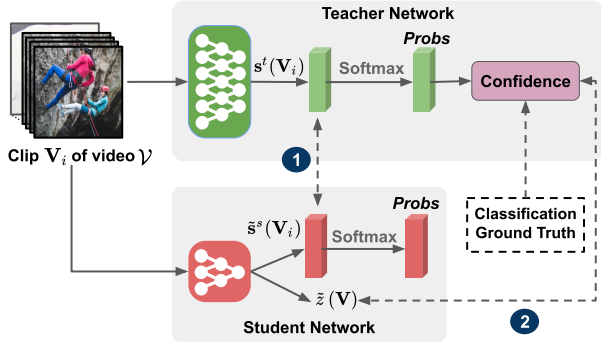 Teacher Network
Probs
s^t(V_i)
Softmax
Confidence
Clip V_i of video 𝒱
1
Probs
s̃^s(V_i)
Softmax
Classification
Ground Truth
z̃ (V)
2
Student Network